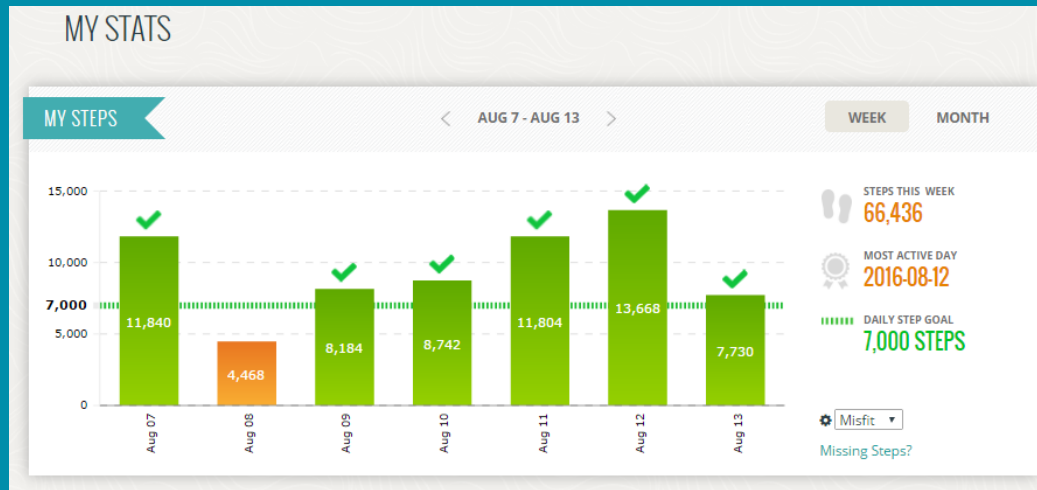 MY STATS
MY STEPS
AUG 7 - AUG 13
WEEK
MONTH
15,000
10,000
7,000
5,000
0
11,840
4,468
8,184
8,742
11,804
13,668
7,730
Aug 07
Aug 08
Aug 09
Aug 10
Aug 11
Aug 12
Aug 13
STEPS THIS WEEK
66,436
MOST ACTIVE DAY
2016-08-12
DAILY STEP GOAL
7,000 STEPS
Misfit
Missing Steps?